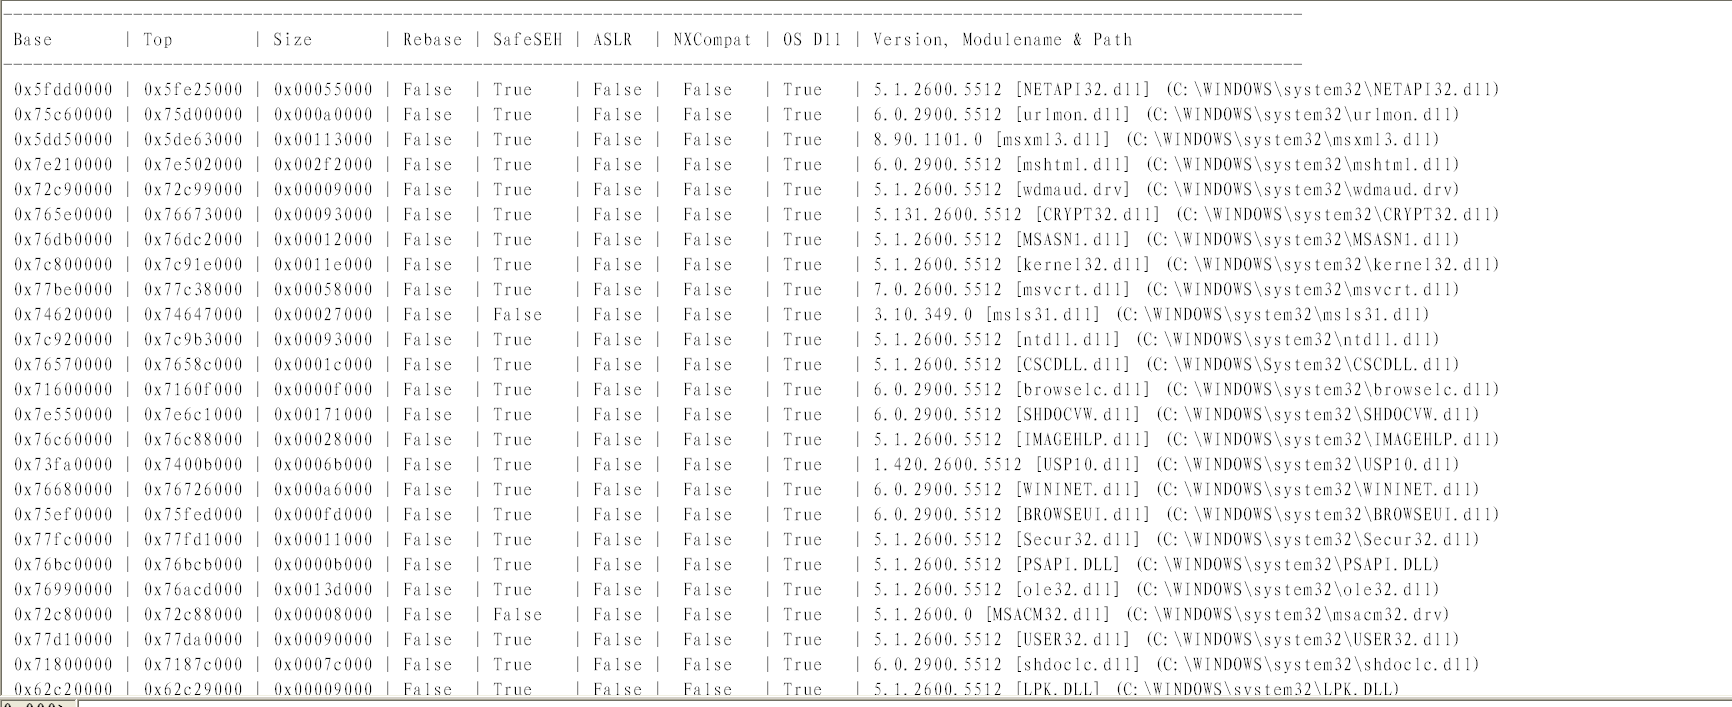 Base | Top | Size | Rebase | SafeSEH | ASLR | NXCompat | OS Dll | Version, Modulename & Path
0x5fdd0000 | 0x5fe25000 | 0x00055000 | False | True | False | False | True | 5.1.2600.5512 [NETAPI32.dll] (C:\WINDOWS\system32\NETAPI32.dll)
0x75c60000 | 0x75d00000 | 0x000a0000 | False | True | False | False | True | 6.0.2900.5512 [urlmon.dll] (C:\WINDOWS\system32\urlmon.dll)
0x5dd50000 | 0x5de63000 | 0x00113000 | False | True | False | False | True | 8.90.1101.0 [msxml3.dll] (C:\WINDOWS\system32\msxml3.dll)
0x7e210000 | 0x7e502000 | 0x002f2000 | False | True | False | False | True | 6.0.2900.5512 [mshtml.dll] (C:\WINDOWS\system32\mshtml.dll)
0x72c90000 | 0x72c99000 | 0x00009000 | False | True | False | False | True | 5.1.2600.5512 [wdmaud.drv] (C:\WINDOWS\system32\wdmaud.drv)
0x765e0000 | 0x76673000 | 0x00093000 | False | True | False | False | True | 5.131.2600.5512 [CRYPT32.dll] (C:\WINDOWS\system32\CRYPT32.dll)
0x76db0000 | 0x76dc2000 | 0x00012000 | False | True | False | False | True | 5.1.2600.5512 [MSASN1.dll] (C:\WINDOWS\system32\MSASN1.dll)
0x7c800000 | 0x7c91e000 | 0x0011e000 | False | True | False | False | True | 5.1.2600.5512 [kernel32.dll] (C:\WINDOWS\system32\kernel32.dll)
0x77be0000 | 0x77c38000 | 0x00058000 | False | True | False | False | True | 7.0.2600.5512 [msvcrt.dll] (C:\WINDOWS\system32\msvcrt.dll)
0x74620000 | 0x74647000 | 0x00027000 | False | False | False | False | True | 3.10.349.0 [msls31.dll] (C:\WINDOWS\system32\msls31.dll)
0x7c920000 | 0x7c9b3000 | 0x00093000 | False | True | False | False | True | 5.1.2600.5512 [ntdll.dll] (C:\WINDOWS\system32\ntdll.dll)
0x76570000 | 0x7658c000 | 0x0001c000 | False | True | False | False | True | 5.1.2600.5512 [CSCDLL.dll] (C:\WINDOWS\system32\CSCDLL.dll)
0x71600000 | 0x7160f000 | 0x0000f000 | False | True | False | False | True | 6.0.2900.5512 [browselc.dll] (C:\WINDOWS\system32\browselc.dll)
0x7e550000 | 0x7e6c1000 | 0x00171000 | False | True | False | False | True | 6.0.2900.5512 [SHDOCVW.dll] (C:\WINDOWS\system32\SHDOCVW.dll)
0x76c60000 | 0x76c88000 | 0x00028000 | False | True | False | False | True | 5.1.2600.5512 [IMAGEHLP.dll] (C:\WINDOWS\system32\IMAGEHLP.dll)
0x73fa0000 | 0x7400b000 | 0x0006b000 | False | True | False | False | True | 1.420.2600.5512 [USP10.dll] (C:\WINDOWS\system32\USP10.dll)
0x76680000 | 0x76726000 | 0x000a6000 | False | True | False | False | True | 6.0.2900.5512 [WININET.dll] (C:\WINDOWS\system32\WININET.dll)
0x75ef0000 | 0x75fed000 | 0x000fd000 | False | True | False | False | True | 6.0.2900.5512 [BROWSEUI.dll] (C:\WINDOWS\system32\BROWSEUI.dll)
0x77fc0000 | 0x77fd1000 | 0x00011000 | False | True | False | False | True | 5.1.2600.5512 [Secur32.dll] (C:\WINDOWS\system32\Secur32.dll)
0x76bc0000 | 0x76bcb000 | 0x0000b000 | False | True | False | False | True | 5.1.2600.5512 [PSAPI.DLL] (C:\WINDOWS\system32\PSAPI.DLL)
0x76990000 | 0x76acd000 | 0x0013d000 | False | True | False | False | True | 5.1.2600.5512 [ole32.dll] (C:\WINDOWS\system32\ole32.dll)
0x72c80000 | 0x72c88000 | 0x00008000 | False | False | False | False | True | 5.1.2600.0 [MSACM32.dll] (C:\WINDOWS\system32\msacm32.drv)
0x77d10000 | 0x77da0000 | 0x00090000 | False | True | False | False | True | 5.1.2600.5512 [USER32.dll] (C:\WINDOWS\system32\USER32.dll)
0x71800000 | 0x7187c000 | 0x0007c000 | False | True | False | False | True | 6.0.2900.5512 [shdoclc.dll] (C:\WINDOWS\system32\shdoclc.dll)
0x62c20000 | 0x62c29000 | 0x00009000 | False | True | False | False | True | 5.1.2600.5512 [LPK.DLL] (C:\WINDOWS\system32\LPK.DLL)